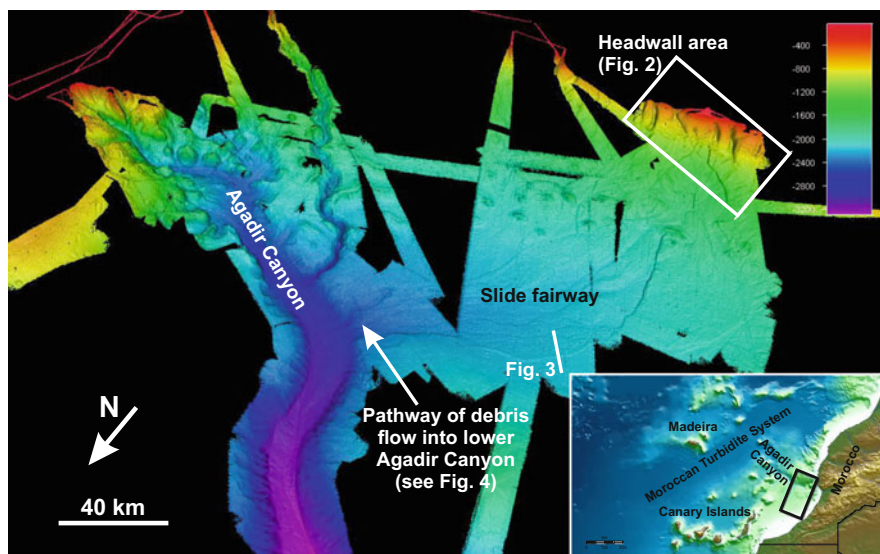 Headwall area
(Fig. 2)
-400
-1200
-1600
-2000
-2400
-2800
Agadir Canyon
Slide fairway
Fig. 3
N
Pathway of debris
flow into lower
Agadir Canyon
(see Fig. 4)
40 km
Madeira
Moroccan Turbidite System
Agadir
Canyon
Morocco
Canary Islands